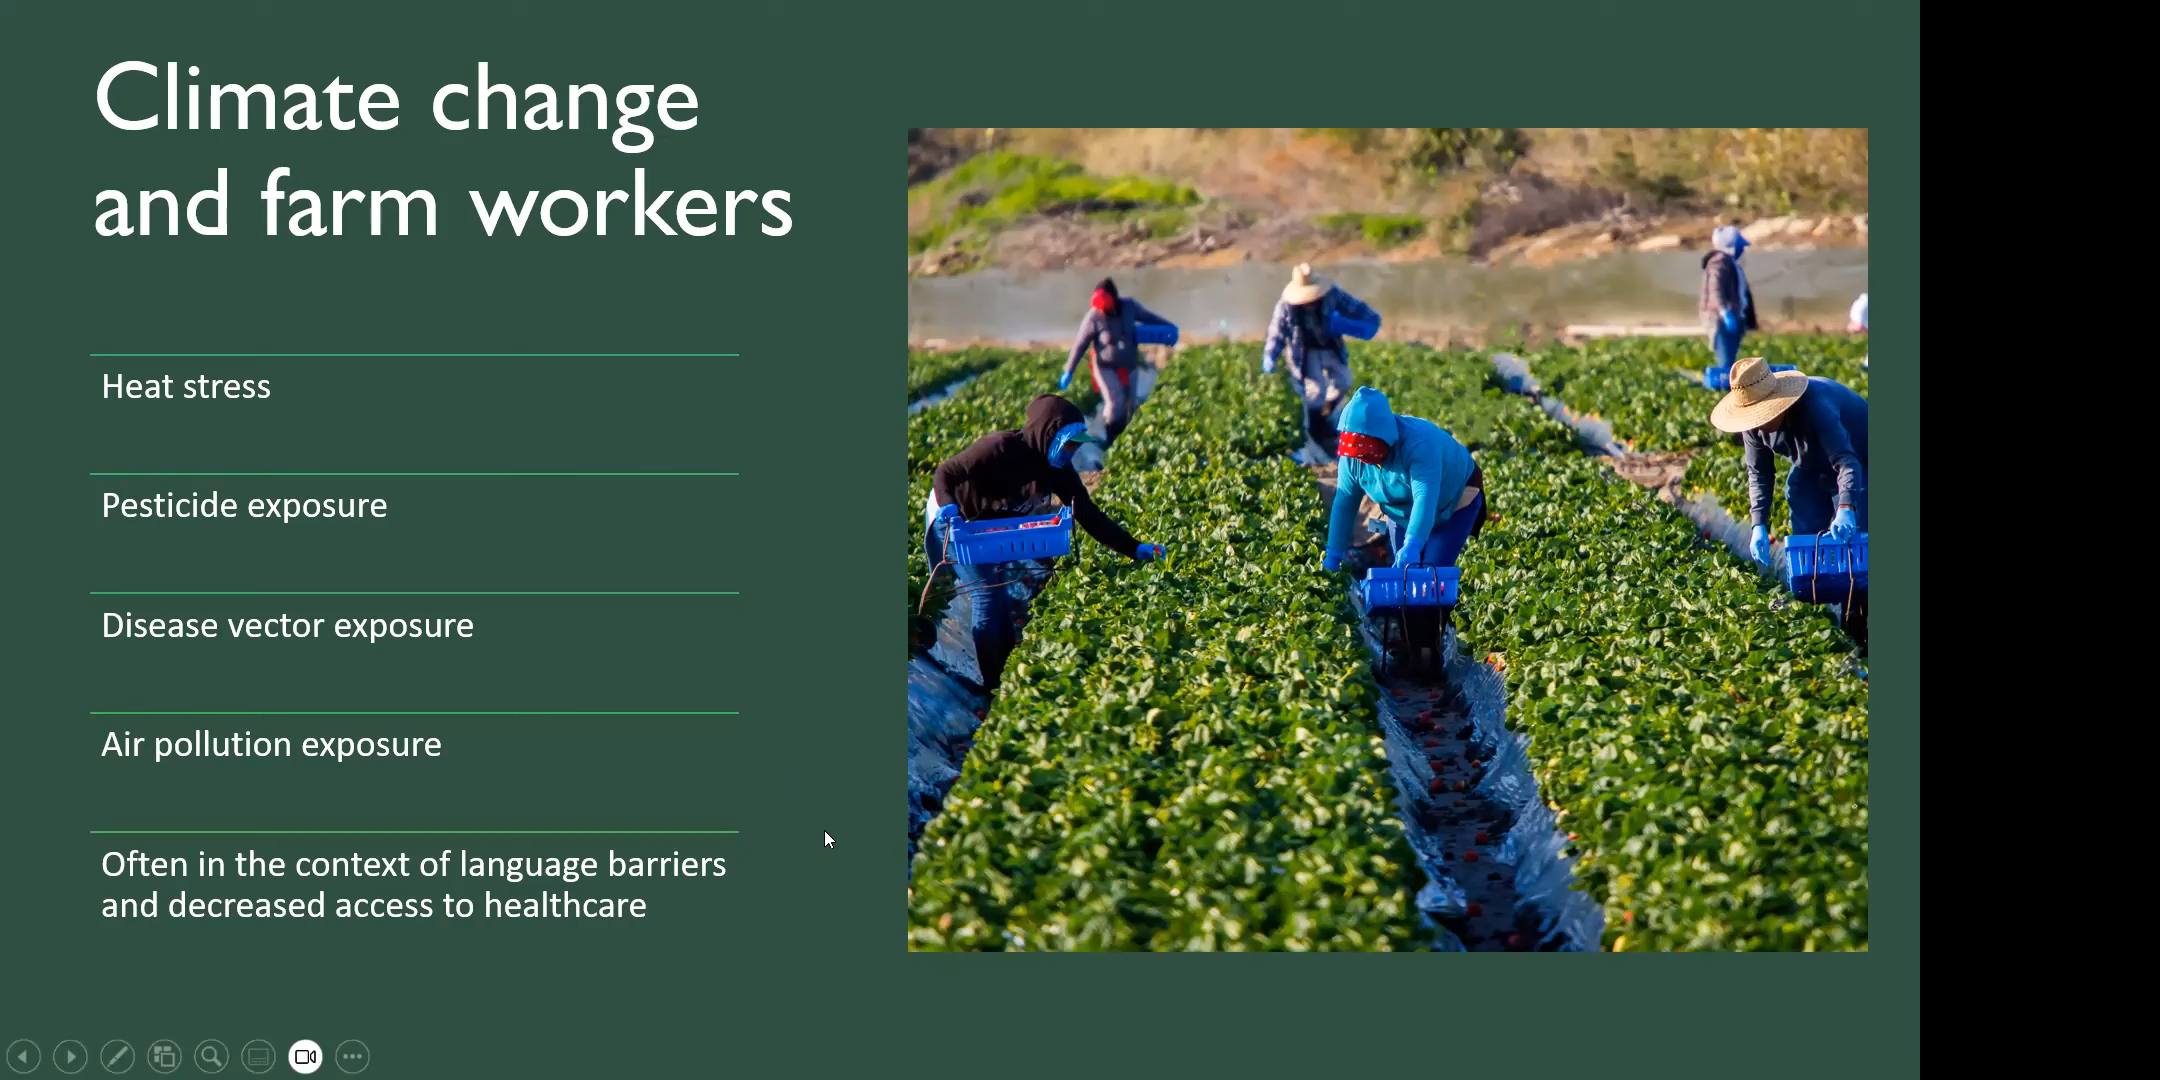 Climate change
and farm workers
Heat stress
Pesticide exposure
Disease vector exposure
Air pollution exposure
Often in the context of language barriers
and decreased access to healthcare